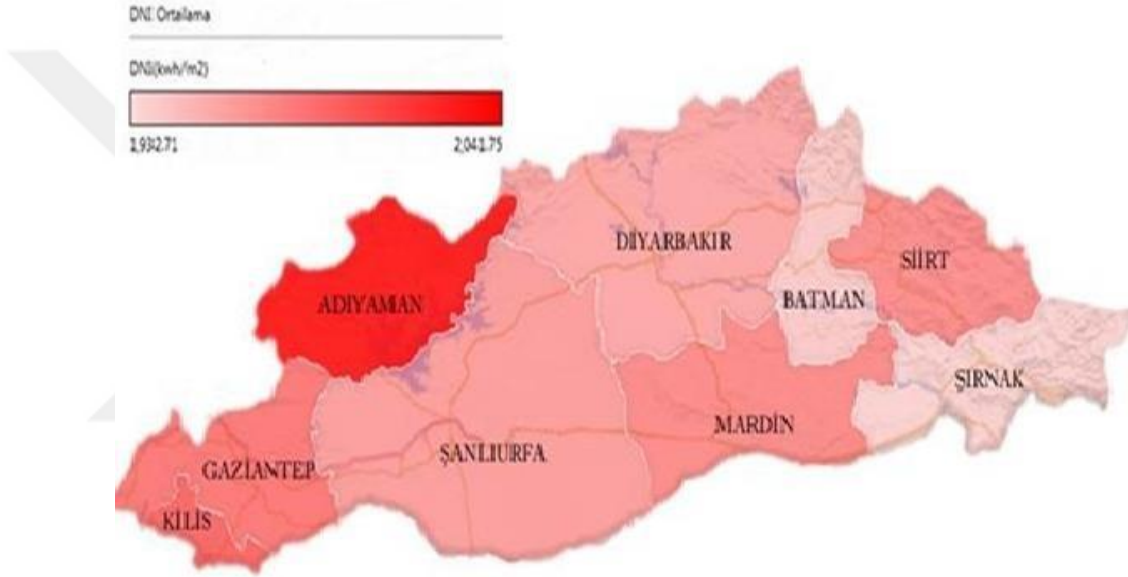 DNI Ortalama
DNI(kwh/m2)
1,932.71
2,041.75
DİYARBAKIR
SİİRT
ADIYAMAN
BATMAN
ŞIRNAK
MARDİN
ŞANLIURFA
GAZİANTEP
KİLİS